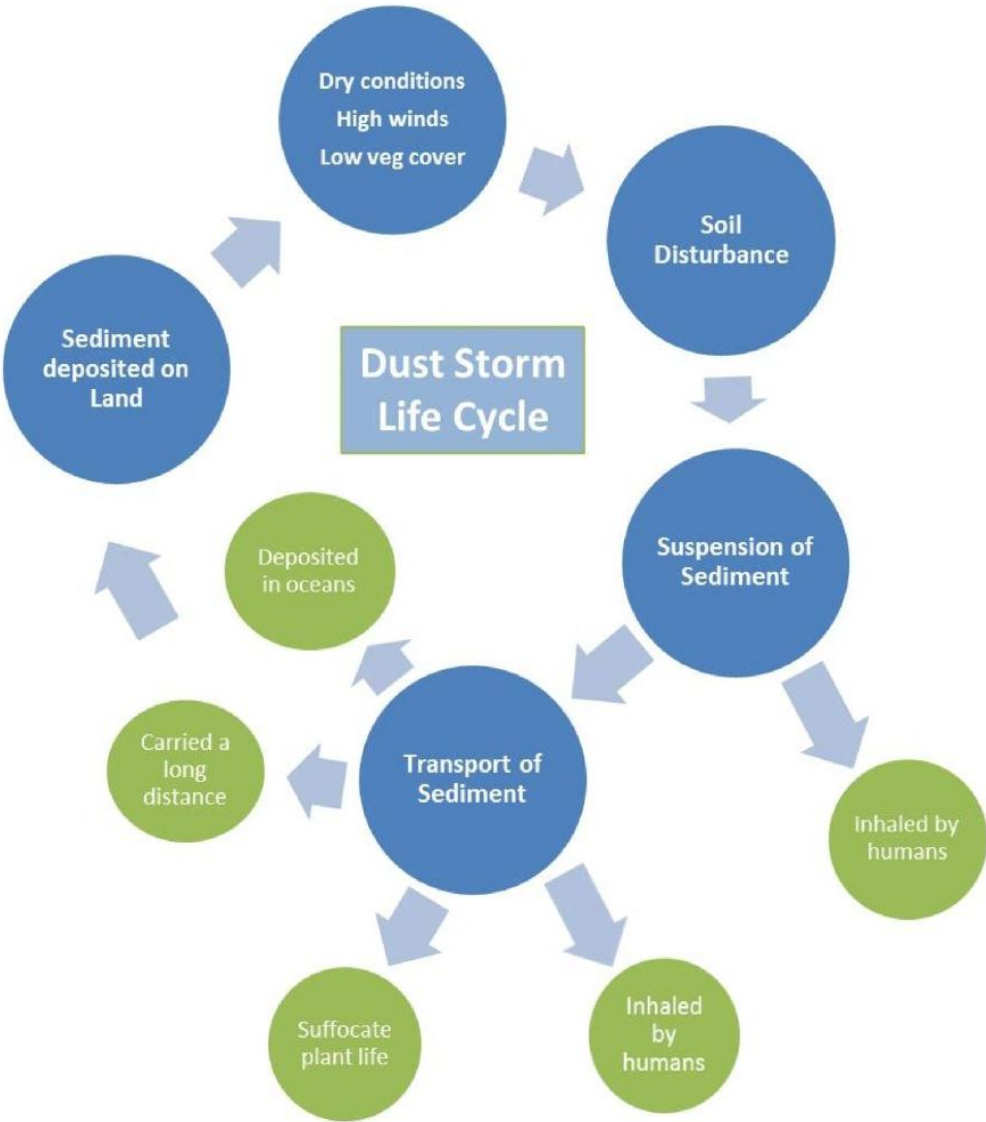 Dry conditions
High winds
Low veg cover
Soil
Disturbance
Sediment
deposited on
Land
Dust Storm
Life Cycle
Suspension of
Sediment
Deposited
in oceans
Transport of
Sediment
Carried a
long
distance
Inhaled by
humans
Suffocate
plant life
Inhaled
by
humans